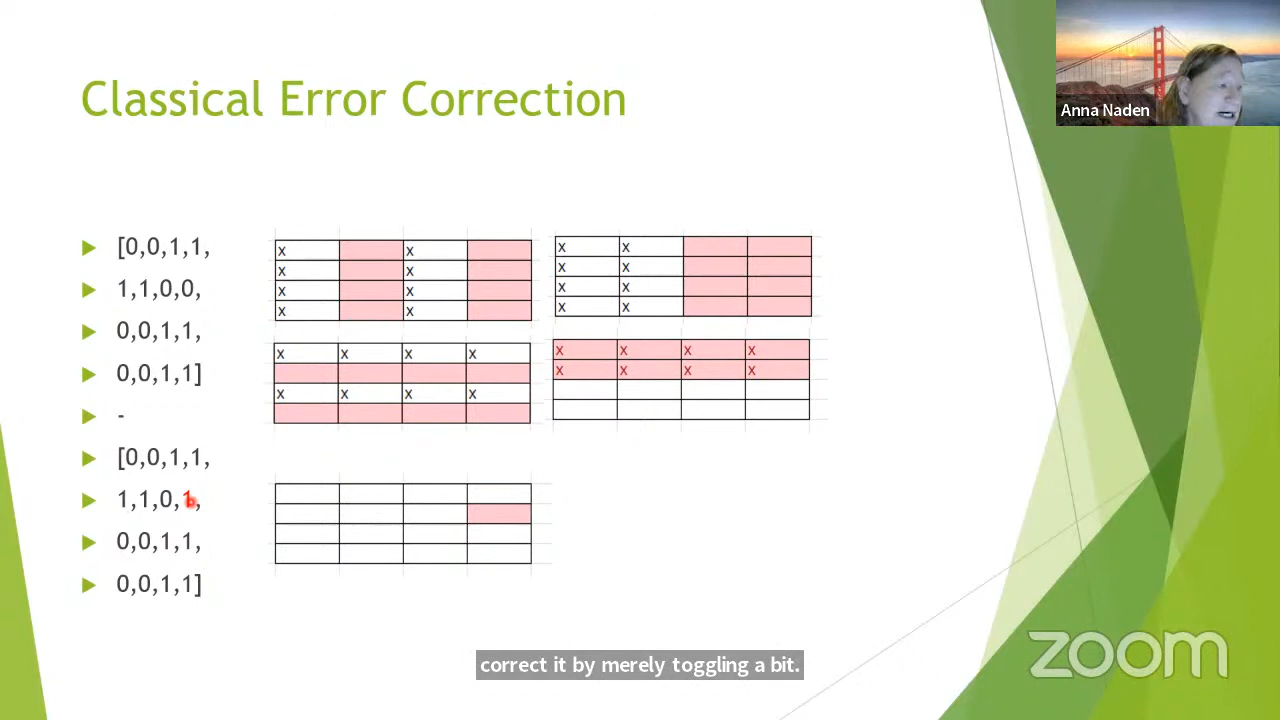 Classical Error Correction
Anna Naden
[0,0,1,1,
1,1,0,0,
0,0,1,1,
0,0,1,1]
-
[0,0,1,1,
1,1,0,1,
0,0,1,1,
0,0,1,1]
x x
x x
x x
x x
x x
x x
x x
x x
x x x x
x x x x
x x x x
x x x x
correct it by merely toggling a bit.
zoom